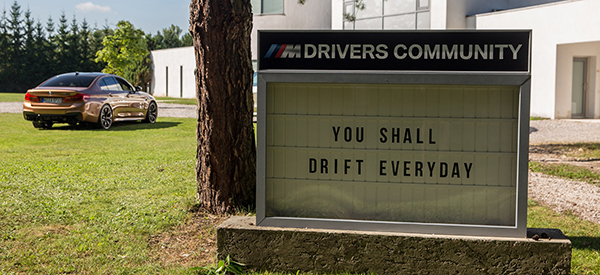 M DRIVERS COMMUNITY
YOU SHALL
DRIFT EVERYDAY